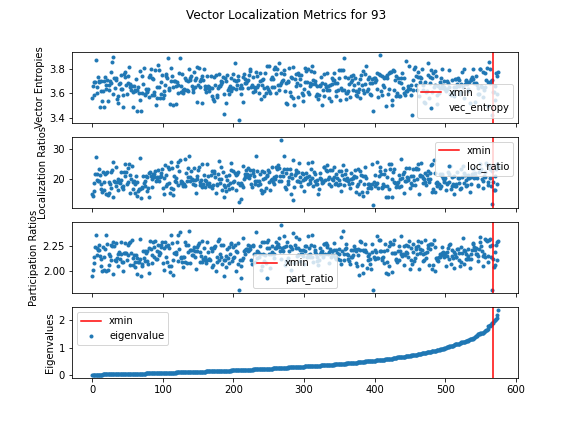 Vector Localization Metrics for 93
Vector Entropies
3.8
3.6
3.4
xmin
vec_entropy
Localization Ratios
30
20
xmin
loc_ratio
Participation Ratios
2.25
2.00
xmin
part_ratio
Eigenvalues
2
1
0
xmin
eigenvalue
0
100
200
300
400
500
600